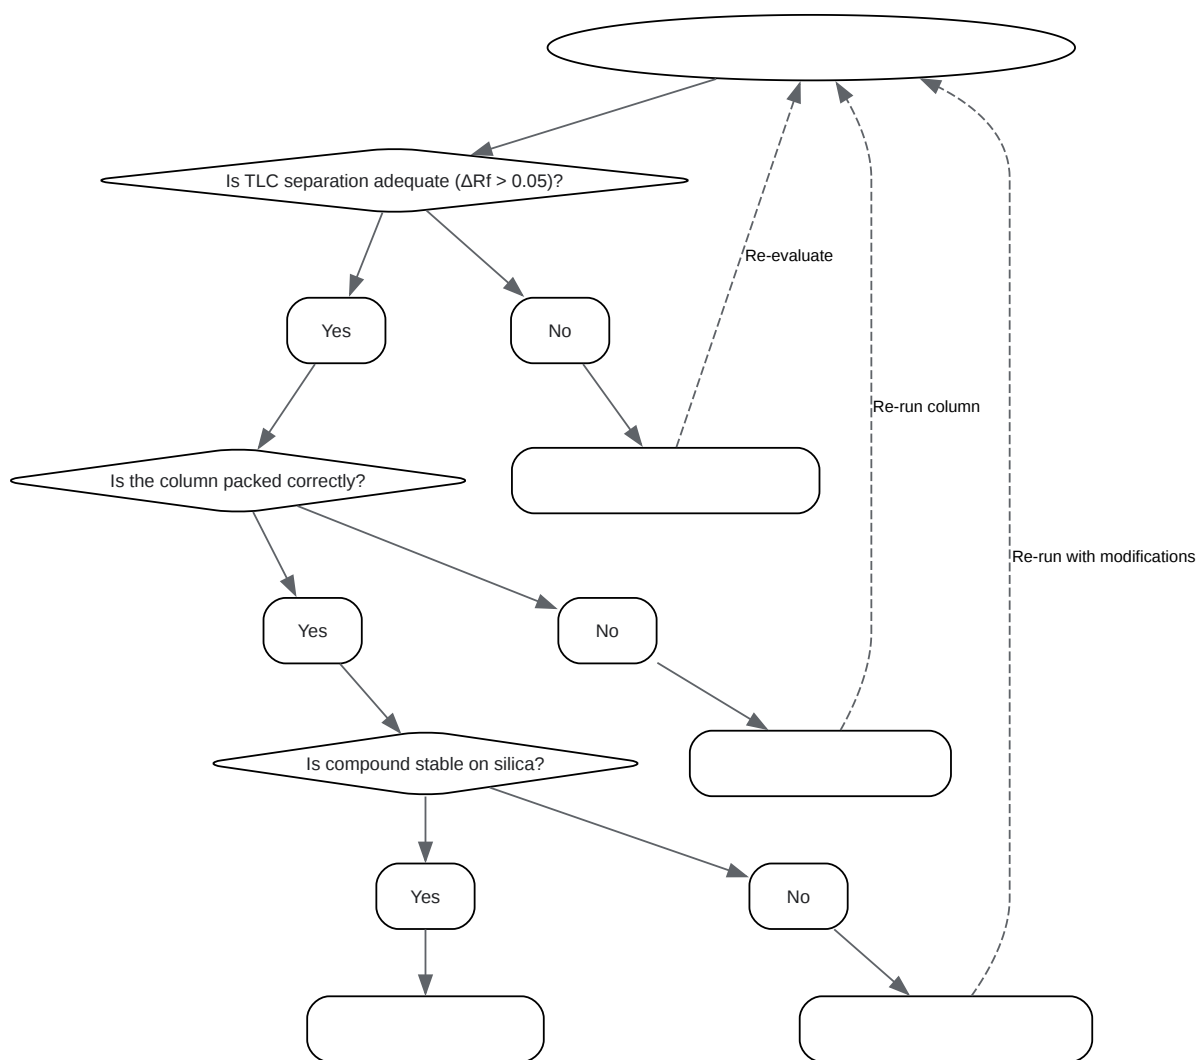 Is TLC separation adequate (ΔRf > 0.05)?
Re-evaluate
Yes
No
Re-run column
Is the column packed correctly?
Re-run with modifications
Yes
No
Is compound stable on silica?
Yes
No